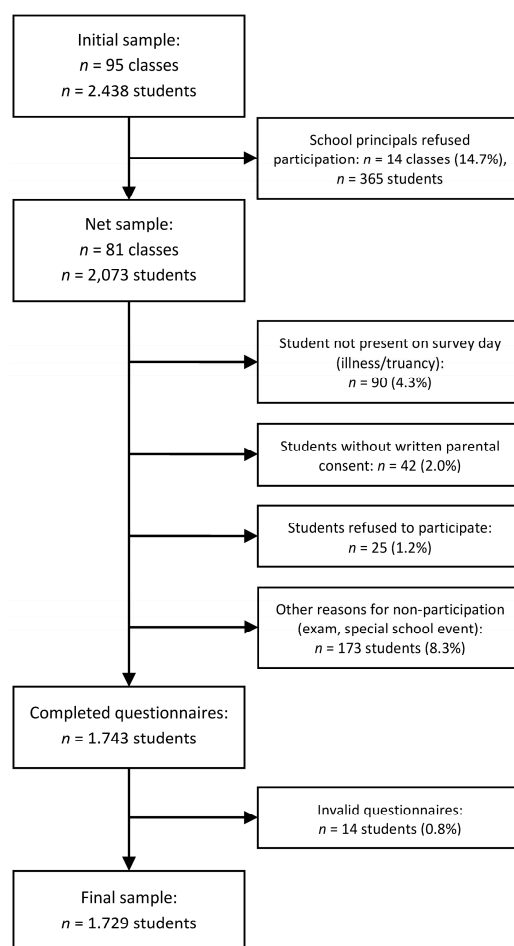 Initial sample:
n = 95 classes
n = 2.438 students
School principals refused
participation: n = 14 classes (14.7%),
n = 365 students
Net sample:
n = 81 classes
n = 2,073 students
Student not present on survey day
(illness/truancy):
n = 90 (4.3%)
Students without written parental
consent: n = 42 (2.0%)
Students refused to participate:
n = 25 (1.2%)
Other reasons for non-participation
(exam, special school event):
n = 173 students (8.3%)
Completed questionnaires:
n = 1.743 students
Invalid questionnaires:
n = 14 students (0.8%)
Final sample:
n = 1.729 students